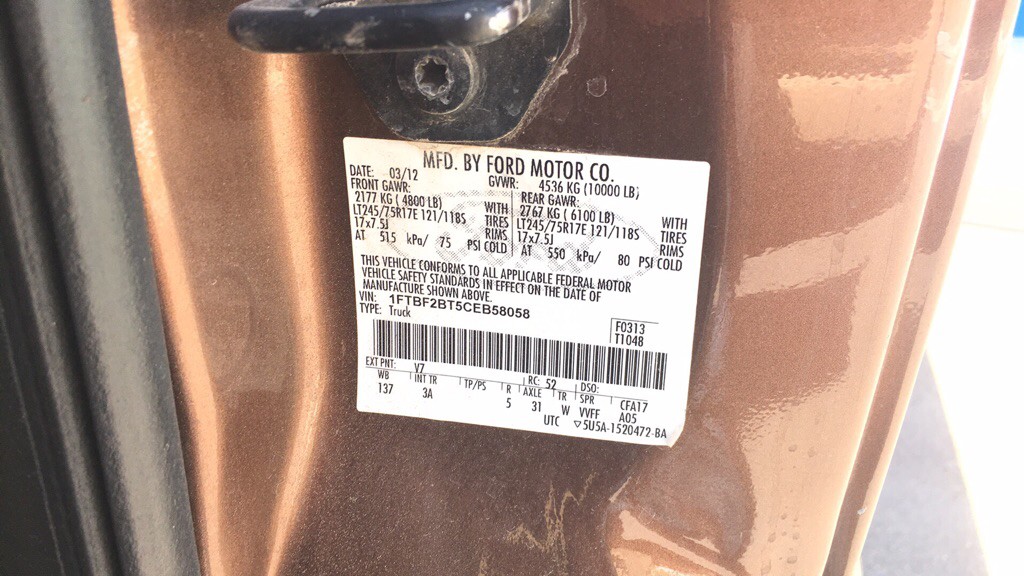 MFD. BY FORD MOTOR CO.
DATE: 03/12 GVWR: 4536 KG (10000 LB)
FRONT GAWR: REAR GAWR:
2177 KG ( 4800 LB) WITH 2767 KG ( 6100 LB) WITH
LT245/75R17E 121/118S TIRES LT245/75R17E 121/118S TIRES
17x7.5J RIMS 17x7.5J RIMS
AT 515 kPa/ 75 PSI COLD AT 550 kPa/ 80 PSI COLD
THIS VEHICLE CONFORMS TO ALL APPLICABLE FEDERAL MOTOR
VEHICLE SAFETY STANDARDS IN EFFECT ON THE DATE OF
MANUFACTURE SHOWN ABOVE.
VIN: 1FTBF2BT5CEB58058
TYPE: Truck
F0313
T1048
EXT PNT: V7 RC: 52 DSO:
WB INT TR TP/PS R AXLE TR SPR CFA17
137 3A 5 31 W VVFF A05
UTC ▽5U5A-1520472-BA